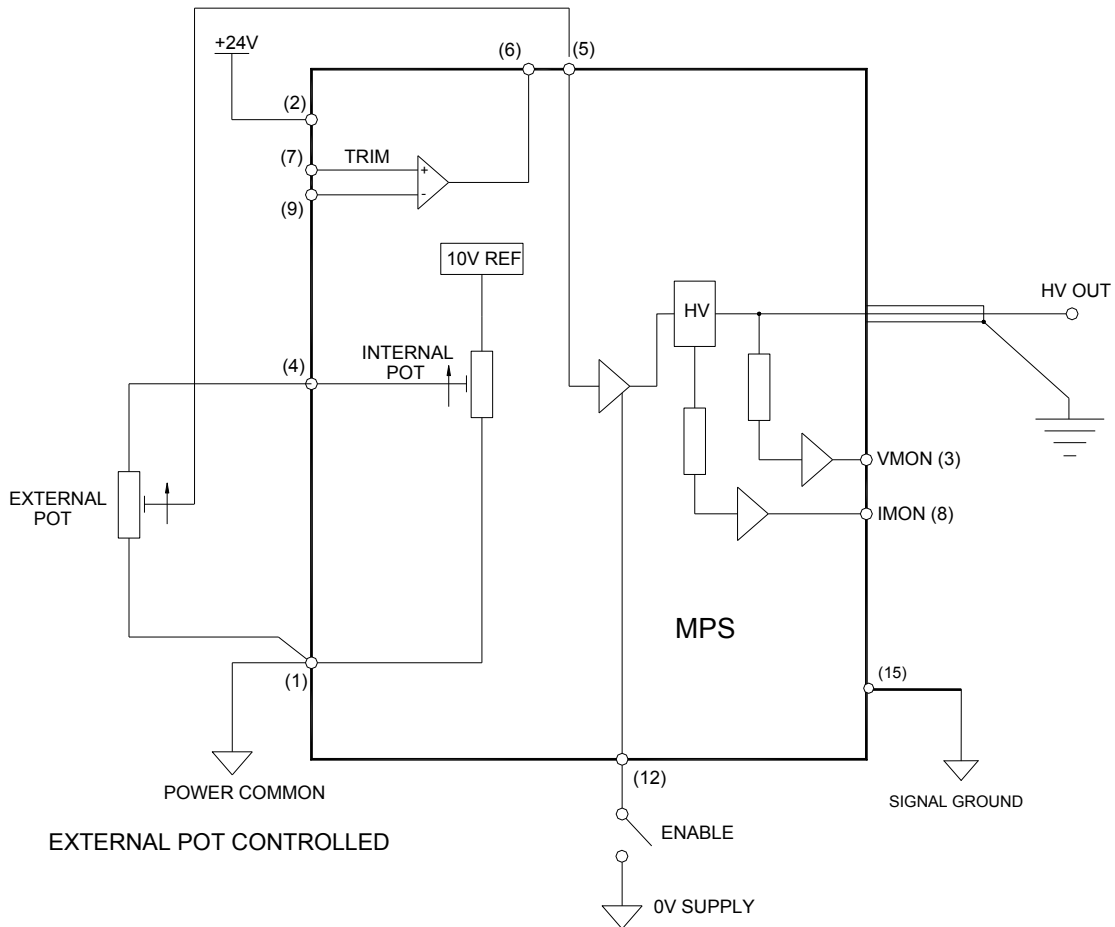 +24V
(6)
(5)
(2)
(7)
TRIM
+
(9)
-
10V REF
HV
HV OUT
(4)
INTERNAL
POT
VMON (3)
EXTERNAL
POT
IMON (8)
MPS
(1)
(15)
POWER COMMON
(12)
SIGNAL GROUND
EXTERNAL POT CONTROLLED
ENABLE
0V SUPPLY